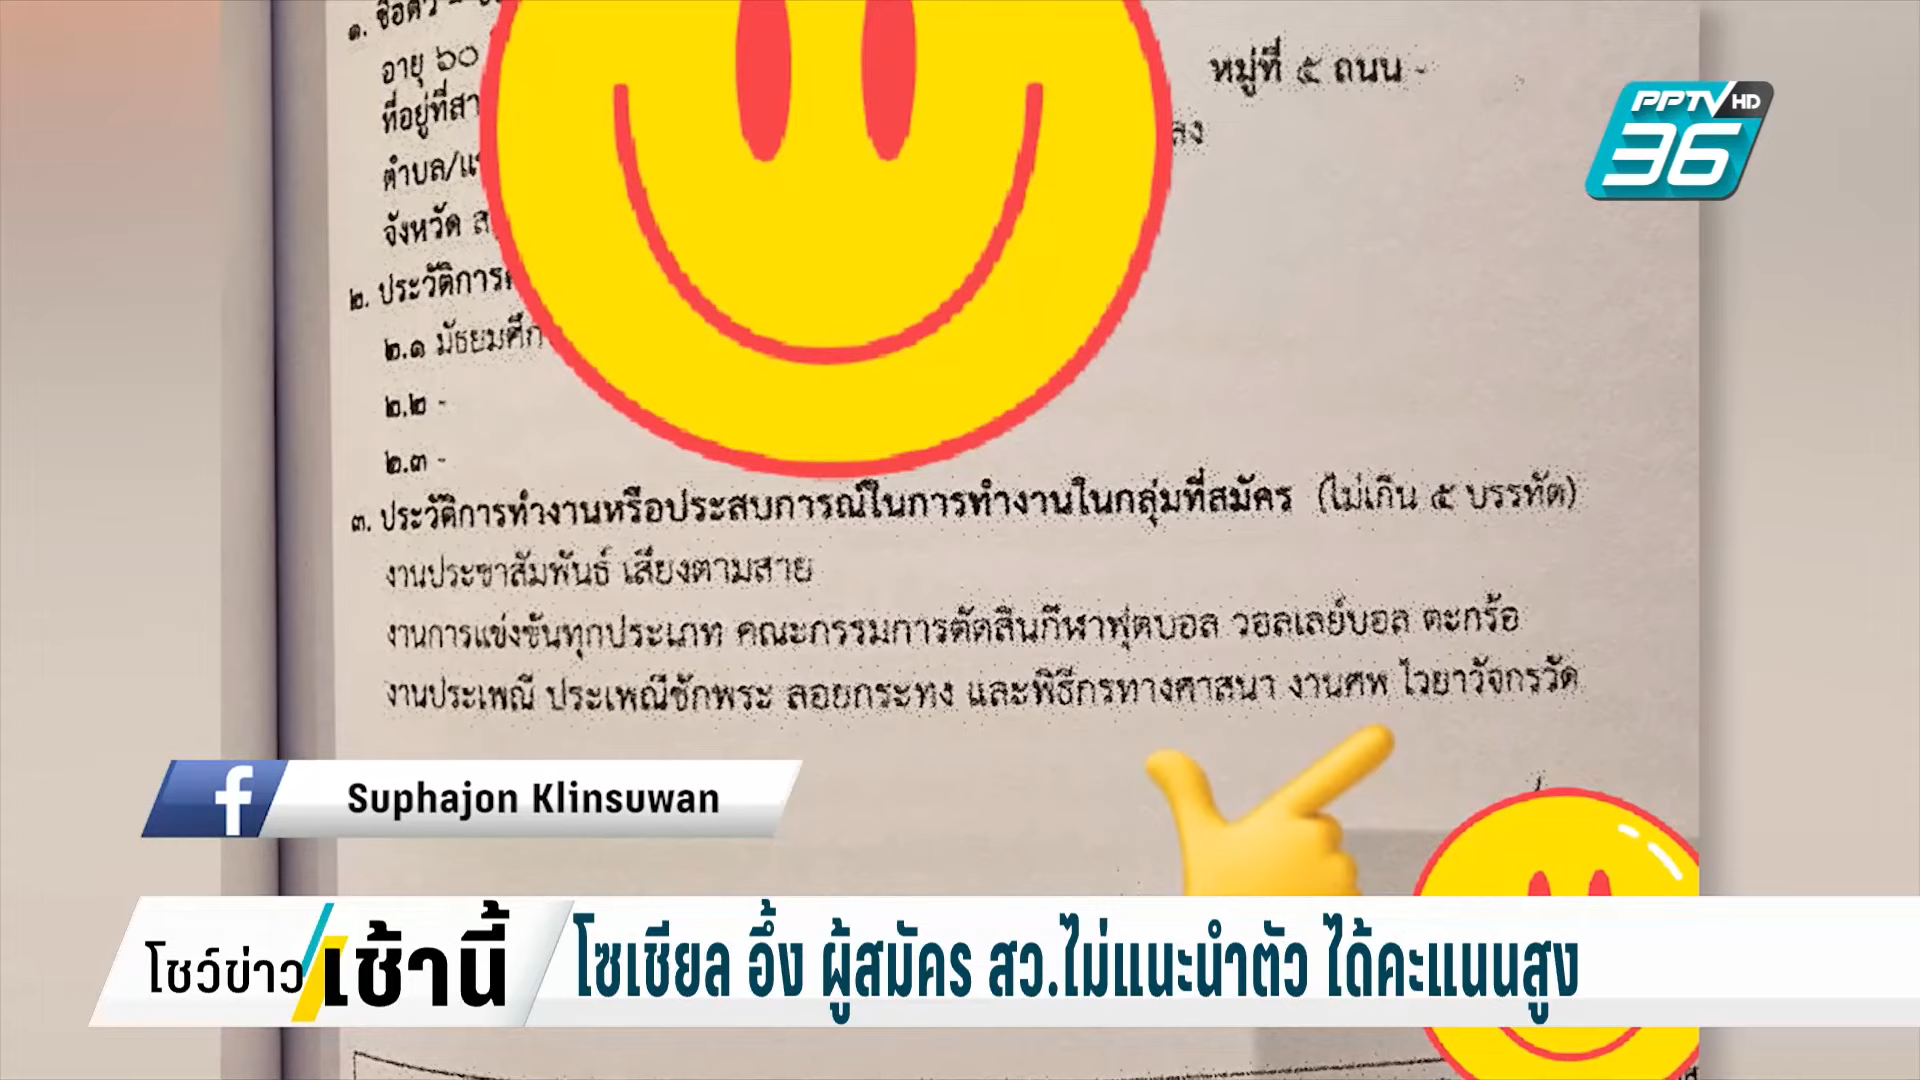 ๑. ชื่อตัว –
อายุ ๖๐
หมู่ที่ ๕ ถนน -
ที่อยู่ที่
ตำบล/
ลง
จังหวัด
๒. ประวัติการ
๒.๑ มัธยมศึก
๒.๒ -
๒.๓ -
๓. ประวัติการทำงานหรือประสบการณ์ในการทำงานในกลุ่มที่สมัคร (ไม่เกิน ๕ บรรทัด)
งานประชาสัมพันธ์ เสียงตามสาย
งานการแข่งขันทุกประเภท คณะกรรมการตัดสินกีฬาฟุตบอล วอลเลย์บอล ตะกร้อ
งานประเพณี ประเพณีชักพระ ลอยกระทง และพิธีกรทางศาสนา งานศพ ไวยาวัจกรวัด
PPTV HD
36
f Suphajon Klinsuwan
โชว์ข่าว เช้านี้
โซเชียล อึ้ง ผู้สมัคร สว.ไม่แนะนำตัว ได้คะแนนสูง